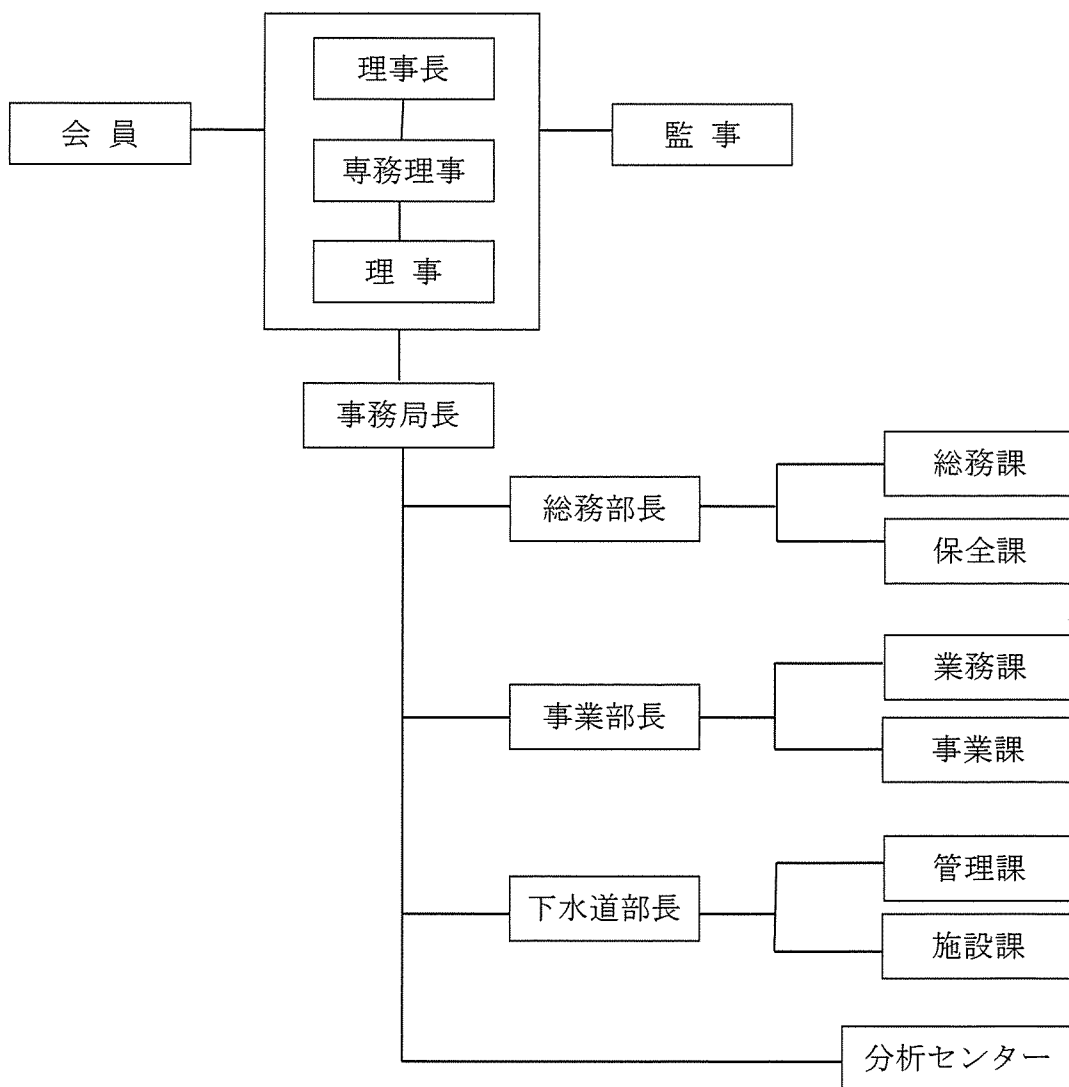 理事長
会 員
監 事
専務理事
理 事
事務局長
総務課
総務部長
保全課
業務課
事業部長
事業課
管理課
下水道部長
施設課
分析センター